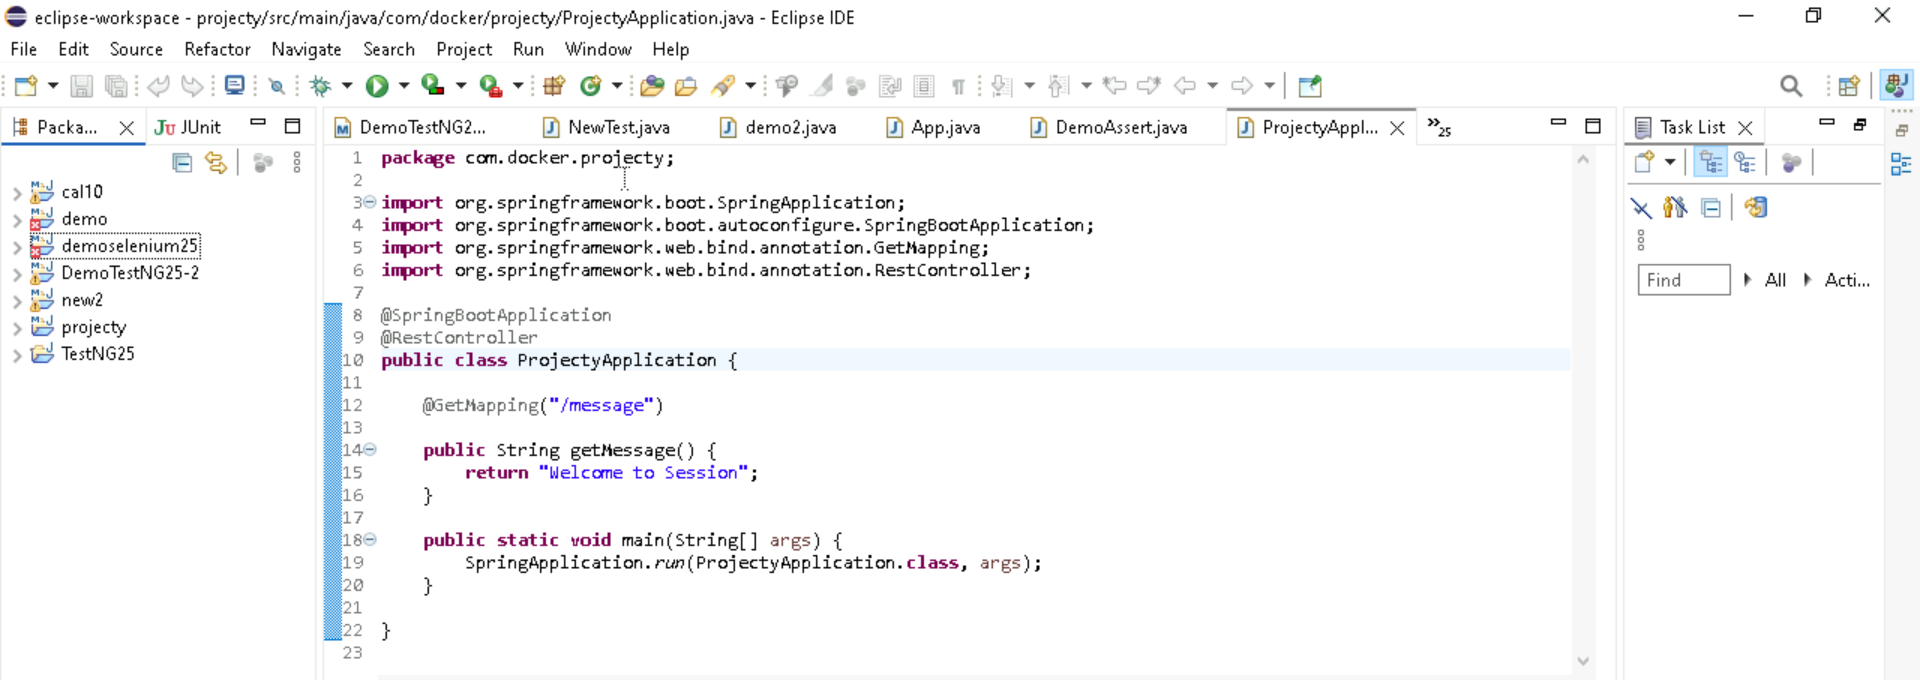 eclipse-workspace - projecty/src/main/java/com/docker/projecty/ProjectyApplication.java - Eclipse IDE
File Edit Source Refactor Navigate Search Project Run Window Help
Packa... JUnit
cal10
demo
demoselenium25
DemoTestNG25-2
new2
projecty
TestNG25
DemoTestNG2... NewTest.java demo2.java App.java DemoAssert.java ProjectyAppl... »25
1 package com.docker.projecty;
2
3 import org.springframework.boot.SpringApplication;
4 import org.springframework.boot.autoconfigure.SpringBootApplication;
5 import org.springframework.web.bind.annotation.GetMapping;
6 import org.springframework.web.bind.annotation.RestController;
7
8 @SpringBootApplication
9 @RestController
10 public class ProjectyApplication {
11
12 @GetMapping("/message")
13
14 public String getMessage() {
15 return "Welcome to Session";
16 }
17
18 public static void main(String[] args) {
19 SpringApplication.run(ProjectyApplication.class, args);
20 }
21
22 }
23
Task List
Find All Acti...